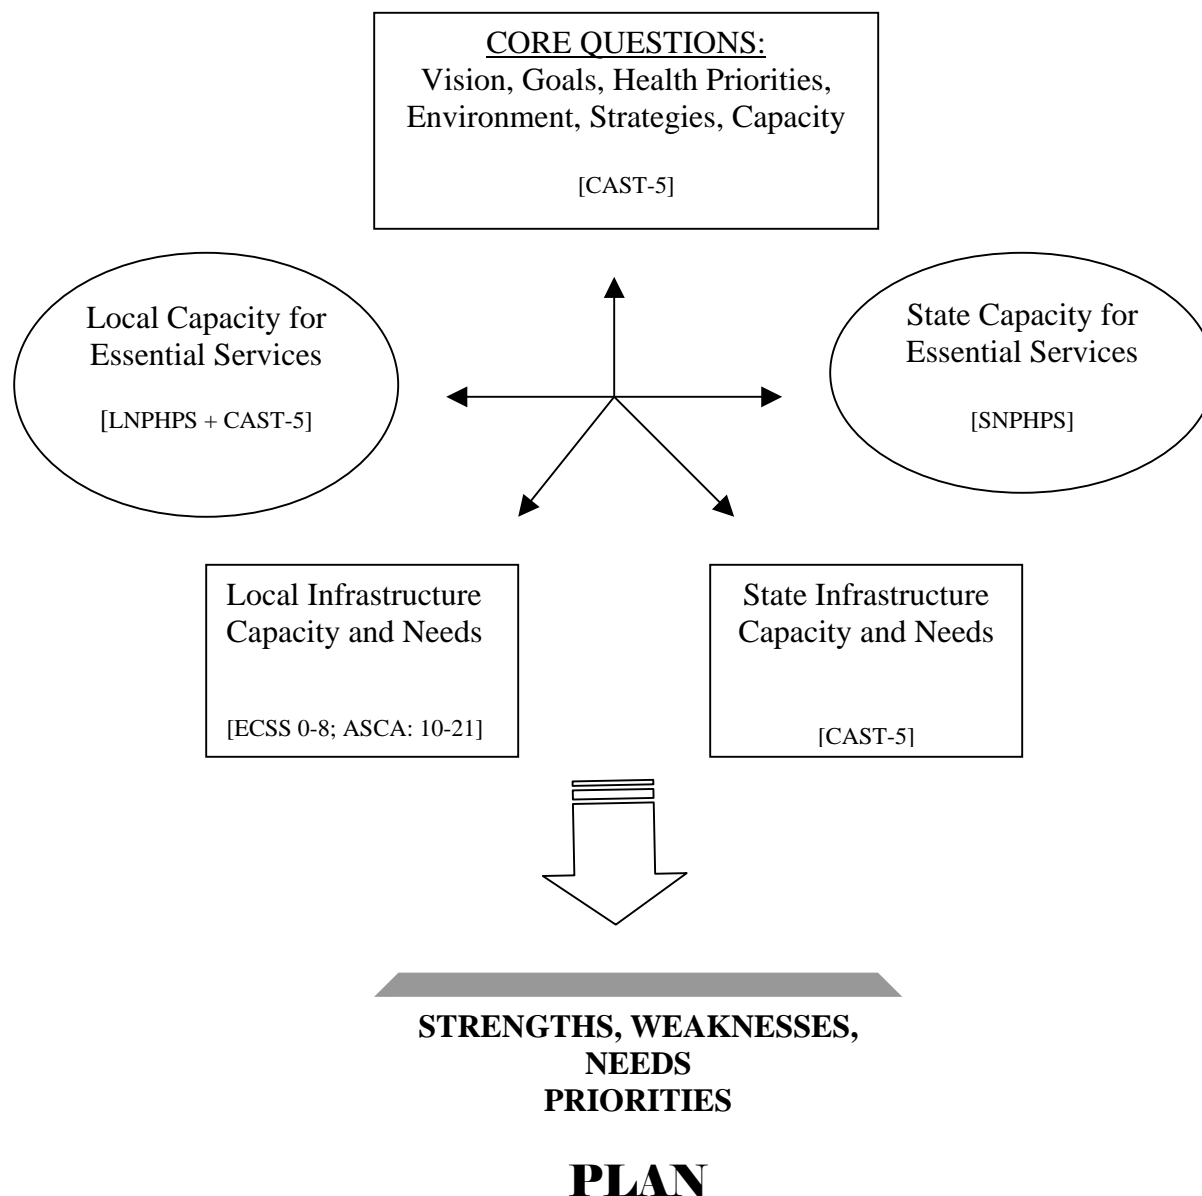 CORE QUESTIONS:
Vision, Goals, Health Priorities,
Environment, Strategies, Capacity
[CAST-5]
Local Capacity for
Essential Services
[LNPHPS + CAST-5]
State Capacity for
Essential Services
[SNPHPS]
Local Infrastructure
Capacity and Needs
[ECSS 0-8; ASCA: 10-21]
State Infrastructure
Capacity and Needs
[CAST-5]
STRENGTHS, WEAKNESSES,
NEEDS
PRIORITIES
PLAN